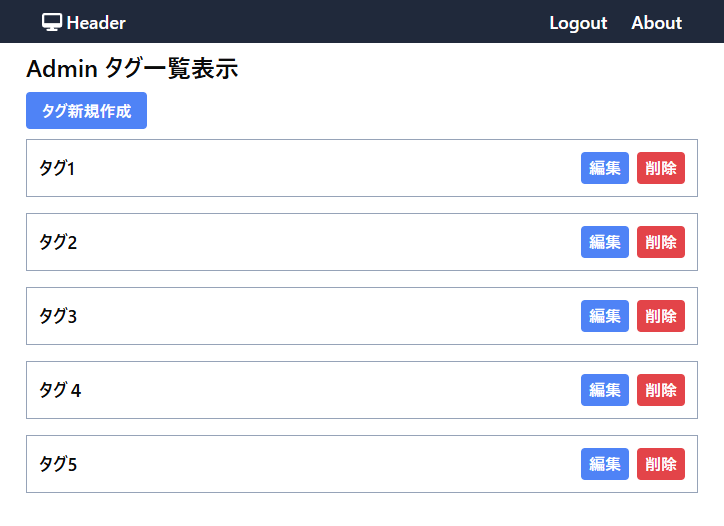 Header Logout About
Admin タグ一覧表示
タグ新規作成
タグ1 編集 削除
タグ2 編集 削除
タグ3 編集 削除
タグ４ 編集 削除
タグ5 編集 削除